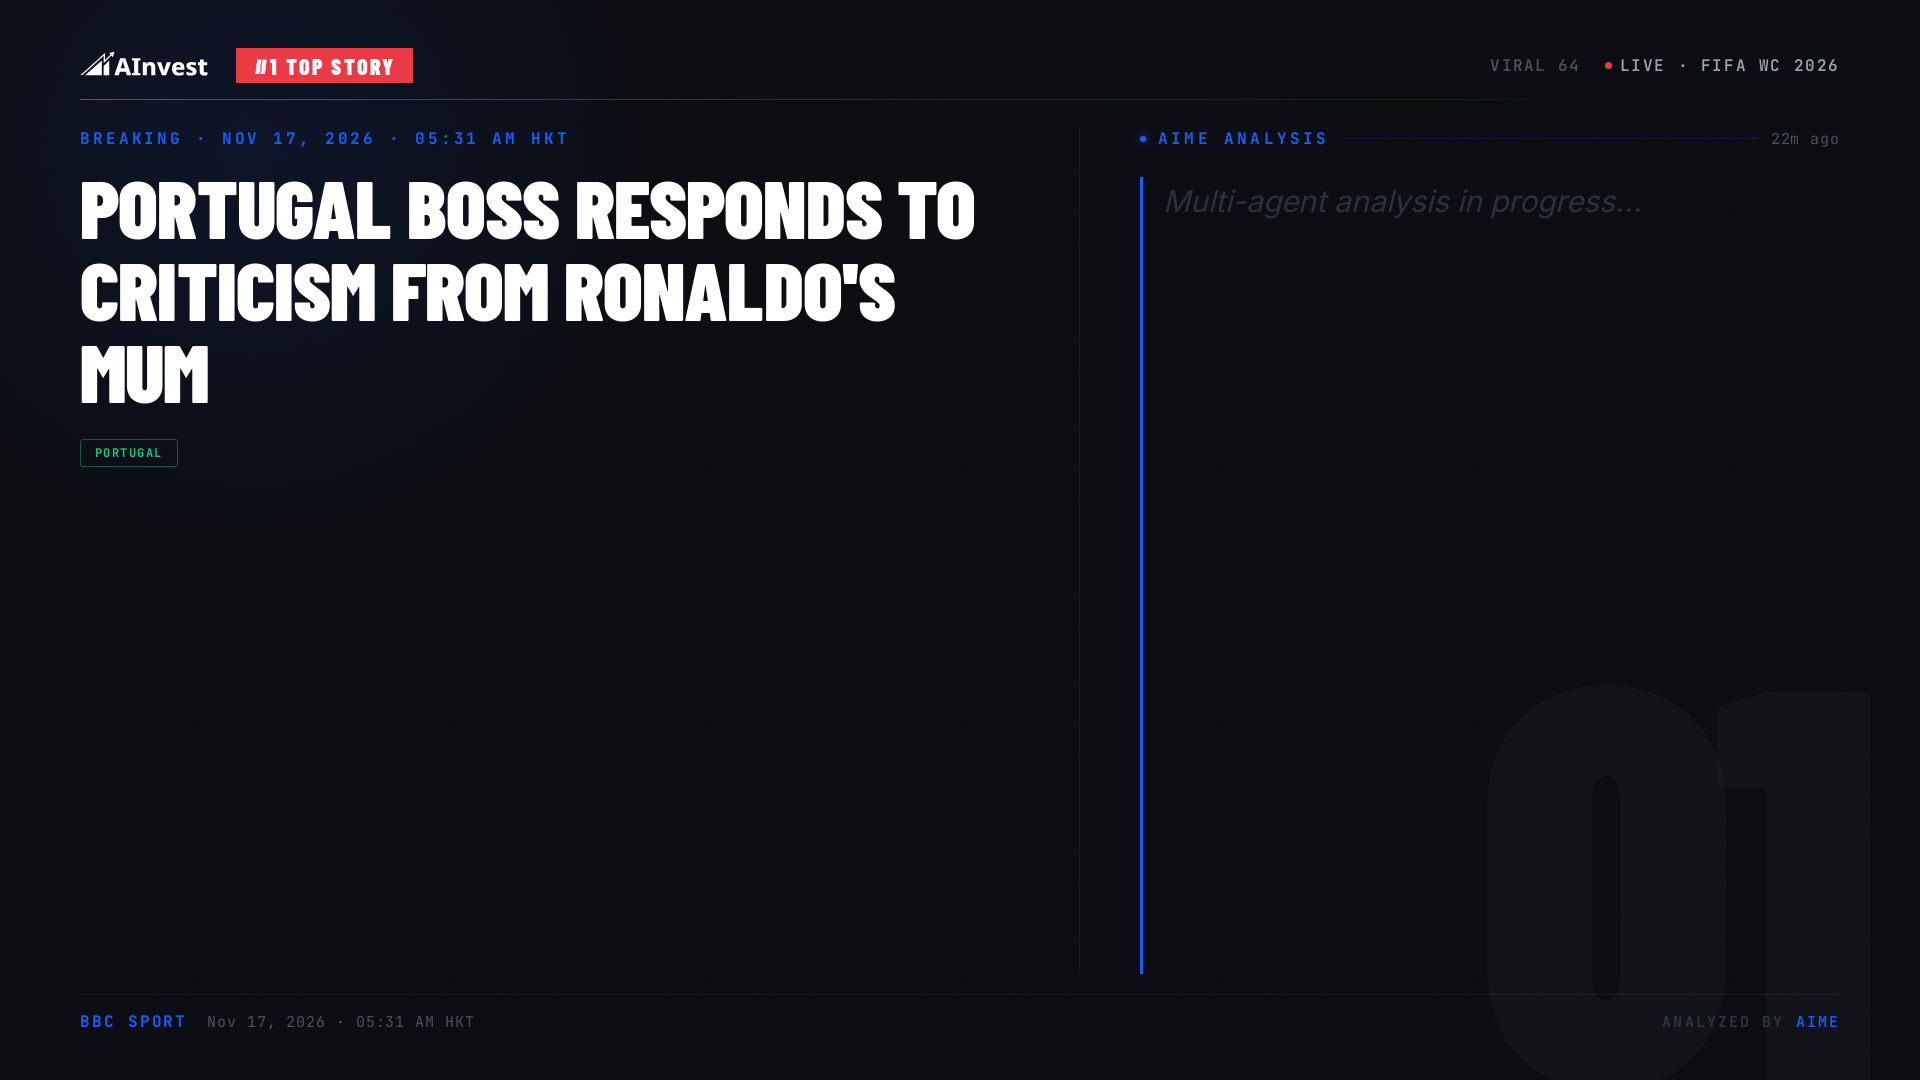 AInvest
#1 TOP STORY
VIRAL 64
LIVE · FIFA WC 2026
BREAKING · NOV 17, 2026 · 05:31 AM HKT
PORTUGAL BOSS RESPONDS TO
CRITICISM FROM RONALDO'S
MUM
PORTUGAL
AIME ANALYSIS
22m ago
Multi-agent analysis in progress...
01
BBC SPORT
Nov 17, 2026 · 05:31 AM HKT
ANALYZED BY AIME